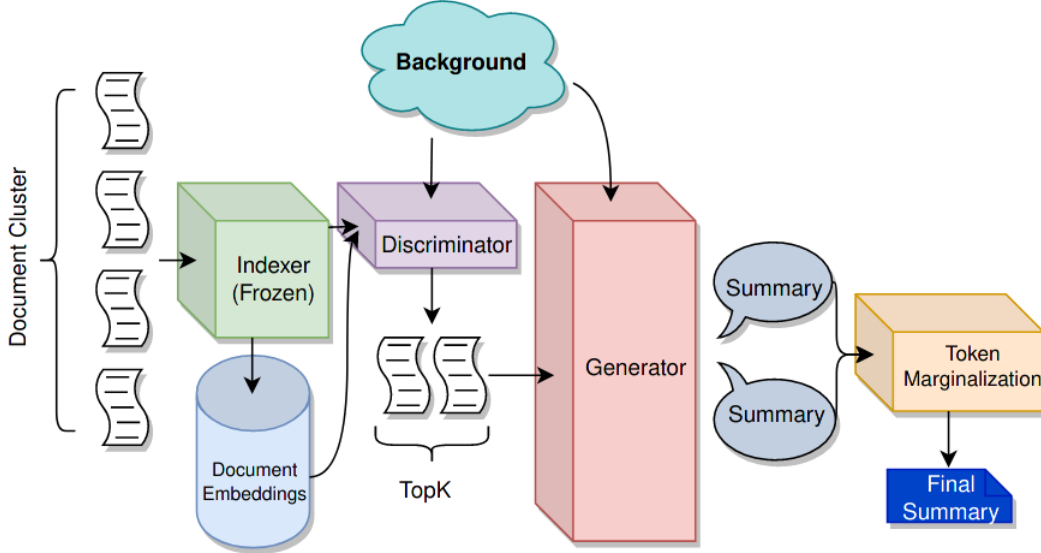 Background
Document Cluster
Indexer
(Frozen)
Discriminator
Document
Embeddings
TopK
Generator
Summary
Summary
Token
Marginalization
Final
Summary